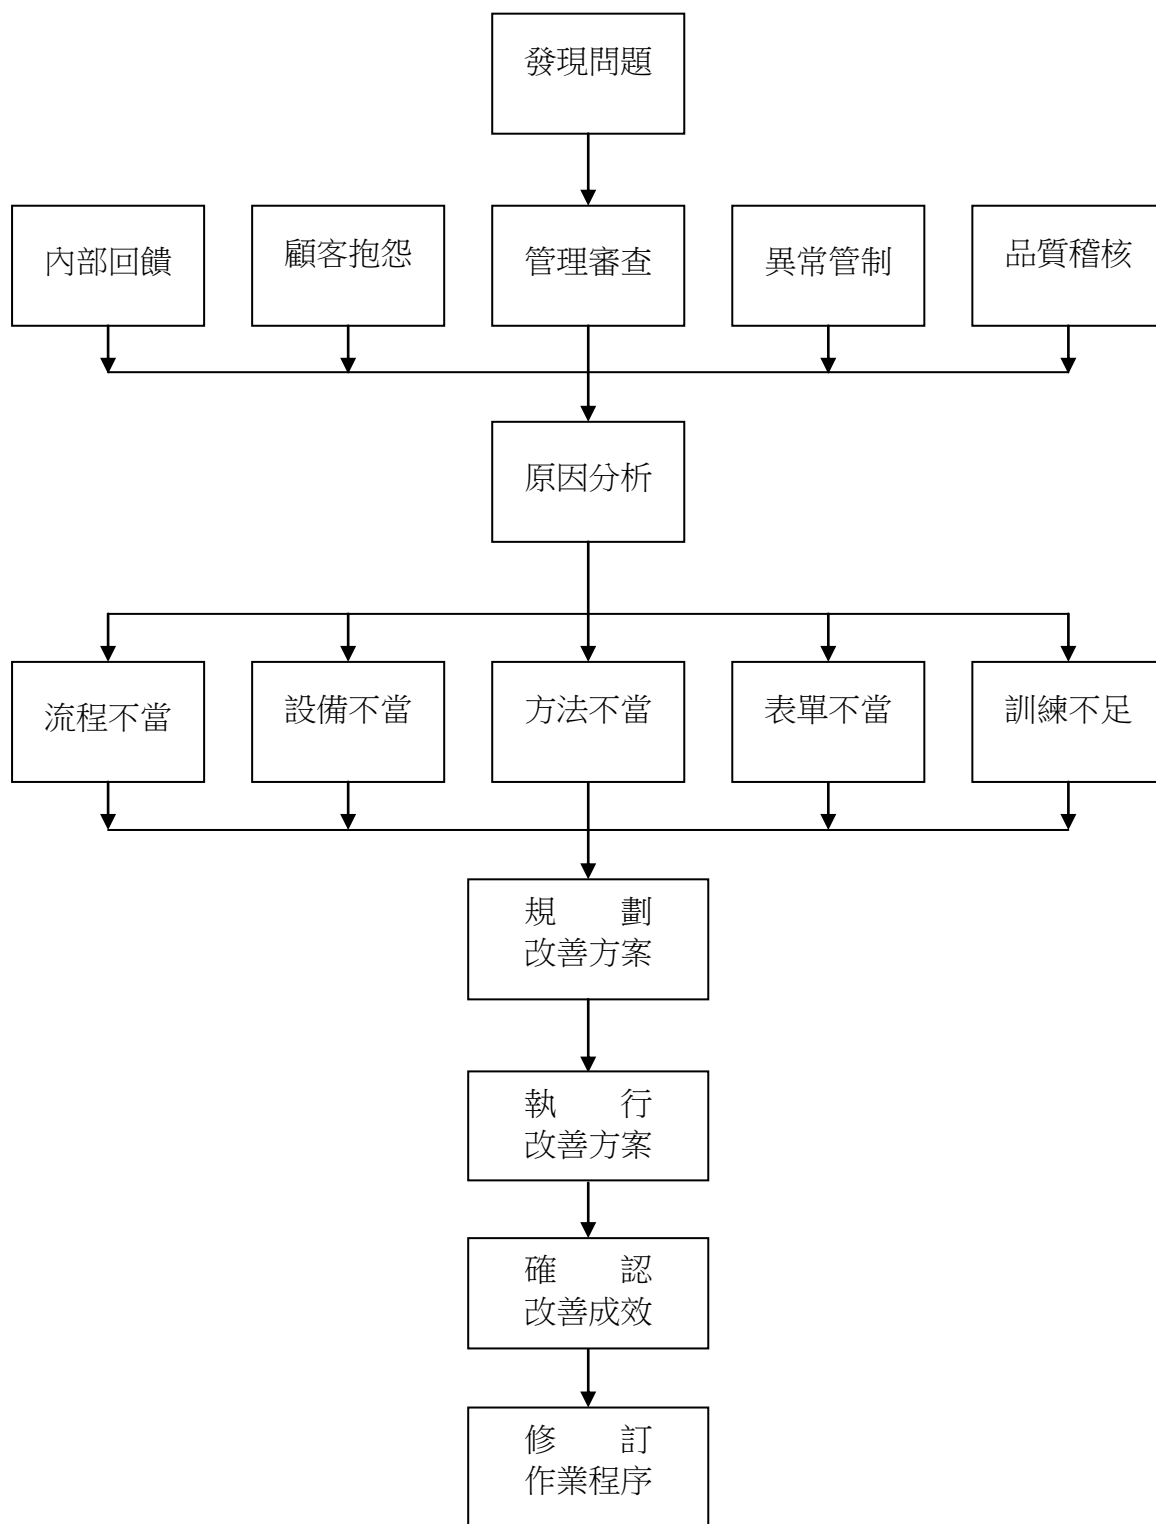 發現問題
內部回饋
顧客抱怨
管理審查
異常管制
品質稽核
原因分析
流程不當
設備不當
方法不當
表單不當
訓練不足
規　　劃
改善方案
執　　行
改善方案
確　　認
改善成效
修　　訂
作業程序